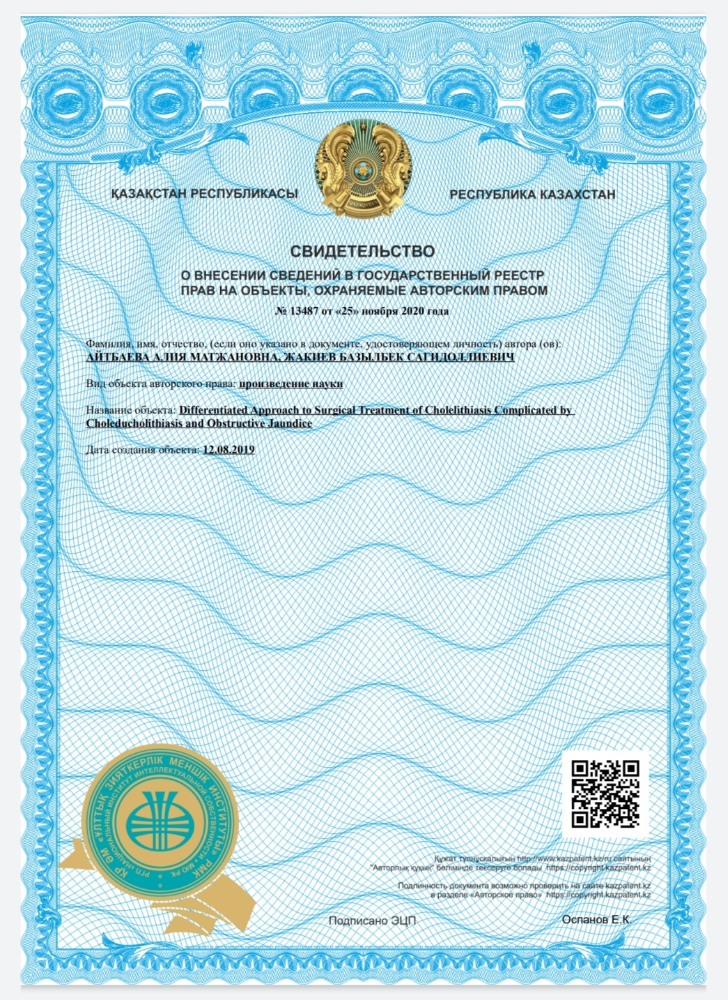 ҚАЗАҚСТАН РЕСПУБЛИКАСЫ
РЕСПУБЛИКА КАЗАХСТАН
СВИДЕТЕЛЬСТВО
О ВНЕСЕНИИ СВЕДЕНИЙ В ГОСУДАРСТВЕННЫЙ РЕЕСТР
ПРАВ НА ОБЪЕКТЫ, ОХРАНЯЕМЫЕ АВТОРСКИМ ПРАВОМ
№ 13487 от «25» ноября 2020 года
Фамилия, имя, отчество, (если оно указано в документе, удостоверяющем личность) автора (ов):
АЙТБАЕВА АЛИЯ МАТЖАНОВНА, ЖАКИЕВ БАЗЫЛБЕК САГИДОЛЛИЕВИЧ
Вид объекта авторского права: произведение науки
Название объекта: Differentiated Approach to Surgical Treatment of Cholelithiasis Complicated by
Choleducholithiasis and Obstructive Jaundice
Дата создания объекта: 12.08.2019
ҚР ӘМ «ҰЛТТЫҚ ЗИЯТКЕРЛІК МЕНШІК ИНСТИТУТЫ» РМК
РГП «НАЦИОНАЛЬНЫЙ ИНСТИТУТ ИНТЕЛЛЕКТУАЛЬНОЙ СОБСТВЕННОСТИ» МЮ РК
Құжат түпнұсқалығын http://www.kazpatent.kz/ru сайтының
"Авторлық құқық" бөлімінде тексеруге болады https://copyright.kazpatent.kz
Подлинность документа возможно проверить на сайте kazpatent.kz
в разделе «Авторское право» https://copyright.kazpatent.kz
Подписано ЭЦП
Оспанов Е.К.